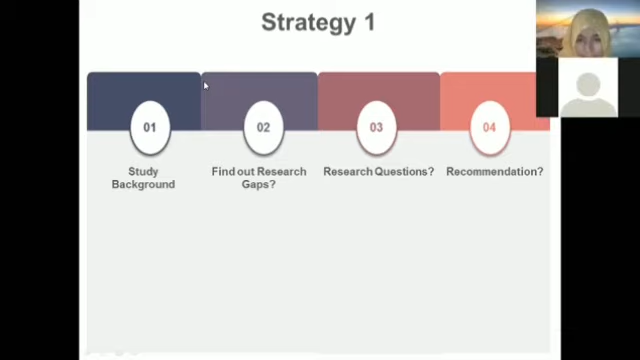 Strategy 1
01
02
03
04
Study
Background
Find out Research
Gaps?
Research Questions?
Recommendation?